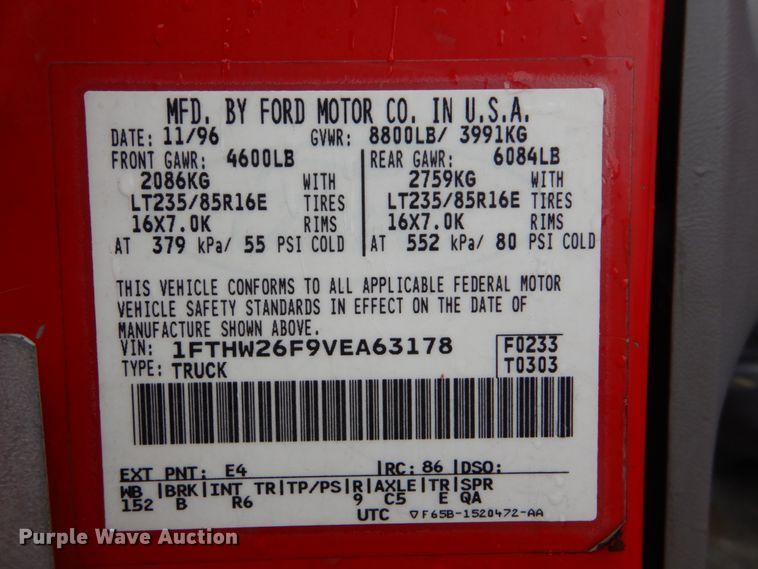 MFD. BY FORD MOTOR CO. IN U.S.A.
DATE: 11/96 GVWR: 8800LB/ 3991KG
FRONT GAWR: 4600LB REAR GAWR: 6084LB
2086KG WITH 2759KG WITH
LT235/85R16E TIRES LT235/85R16E TIRES
16X7.0K RIMS 16X7.0K RIMS
AT 379 kPa/ 55 PSI COLD AT 552 kPa/ 80 PSI COLD
THIS VEHICLE CONFORMS TO ALL APPLICABLE FEDERAL MOTOR
VEHICLE SAFETY STANDARDS IN EFFECT ON THE DATE OF
MANUFACTURE SHOWN ABOVE.
VIN: 1FTHW26F9VEA63178 F0233
TYPE: TRUCK T0303
EXT PNT: E4 RC: 86 DSO:
WB BRK INT TR TP/PS R AXLE TR SPR
152 B R6 9 C5 E QA
UTC ▽F65B-1520472-AA
Purple Wave Auction